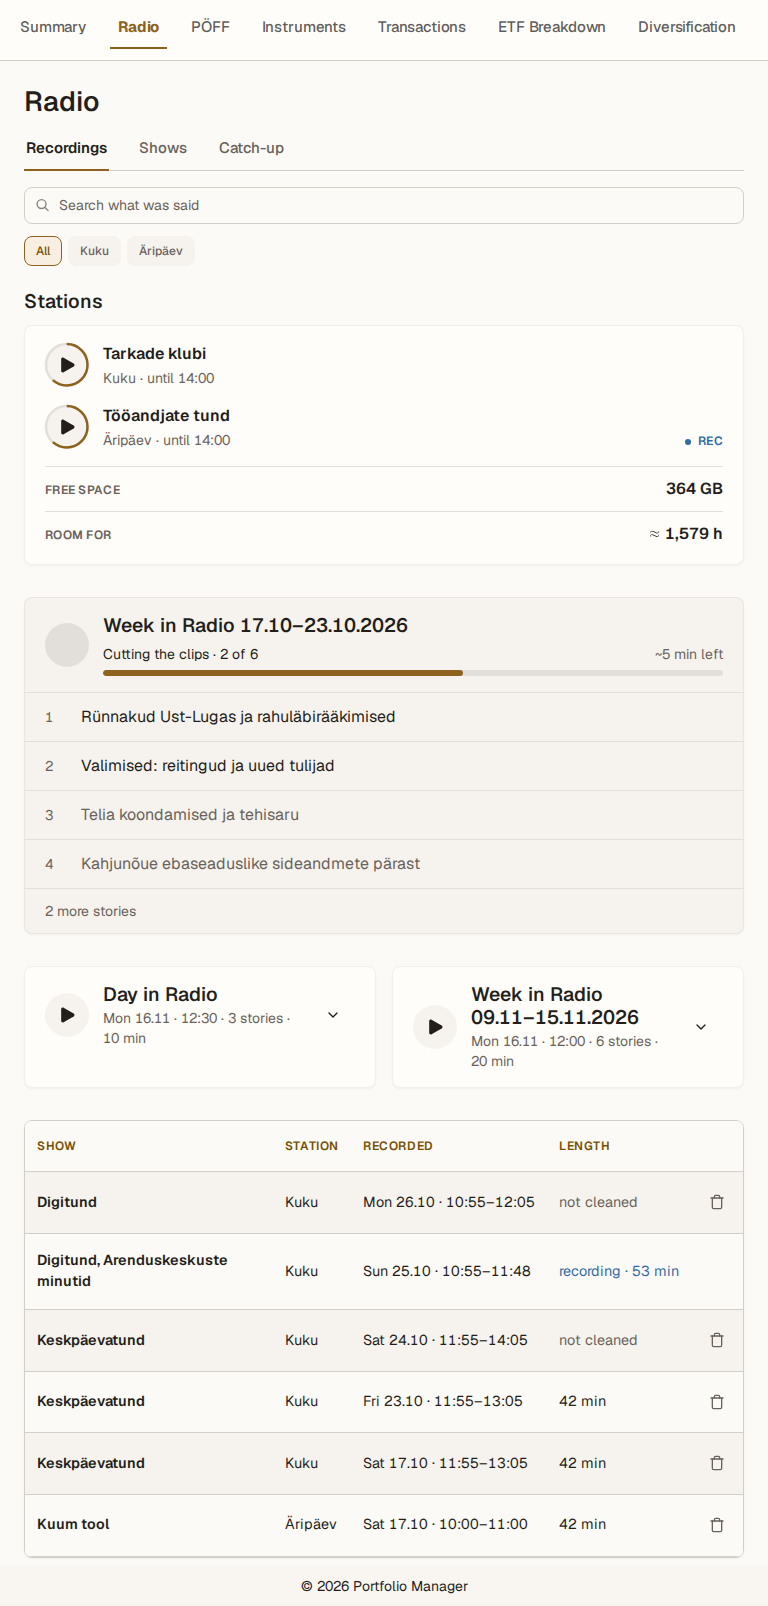 Summary Radio PÖFF Instruments Transactions ETF Breakdown Diversification
Radio
Recordings Shows Catch-up
Search what was said
All Kuku Äripäev
Stations
Tarkade klubi
Kuku · until 14:00
Tööandjate tund
Äripäev · until 14:00
REC
FREE SPACE 364 GB
ROOM FOR ≈ 1,579 h
Week in Radio 17.10–23.10.2026
Cutting the clips · 2 of 6 ~5 min left
1 Rünnakud Ust-Lugas ja rahuläbirääkimised
2 Valimised: reitingud ja uued tulijad
3 Telia koondamised ja tehisaru
4 Kahjunõue ebaseaduslike sideandmete pärast
2 more stories
Day in Radio
Mon 16.11 · 12:30 · 3 stories ·
10 min
Week in Radio
09.11–15.11.2026
Mon 16.11 · 12:00 · 6 stories ·
20 min
SHOW STATION RECORDED LENGTH
Digitund Kuku Mon 26.10 · 10:55–12:05 not cleaned
Digitund, Arenduskeskuste
minutid Kuku Sun 25.10 · 10:55–11:48 recording · 53 min
Keskpäevatund Kuku Sat 24.10 · 11:55–14:05 not cleaned
Keskpäevatund Kuku Fri 23.10 · 11:55–13:05 42 min
Keskpäevatund Kuku Sat 17.10 · 11:55–13:05 42 min
Kuum tool Äripäev Sat 17.10 · 10:00–11:00 42 min
© 2026 Portfolio Manager